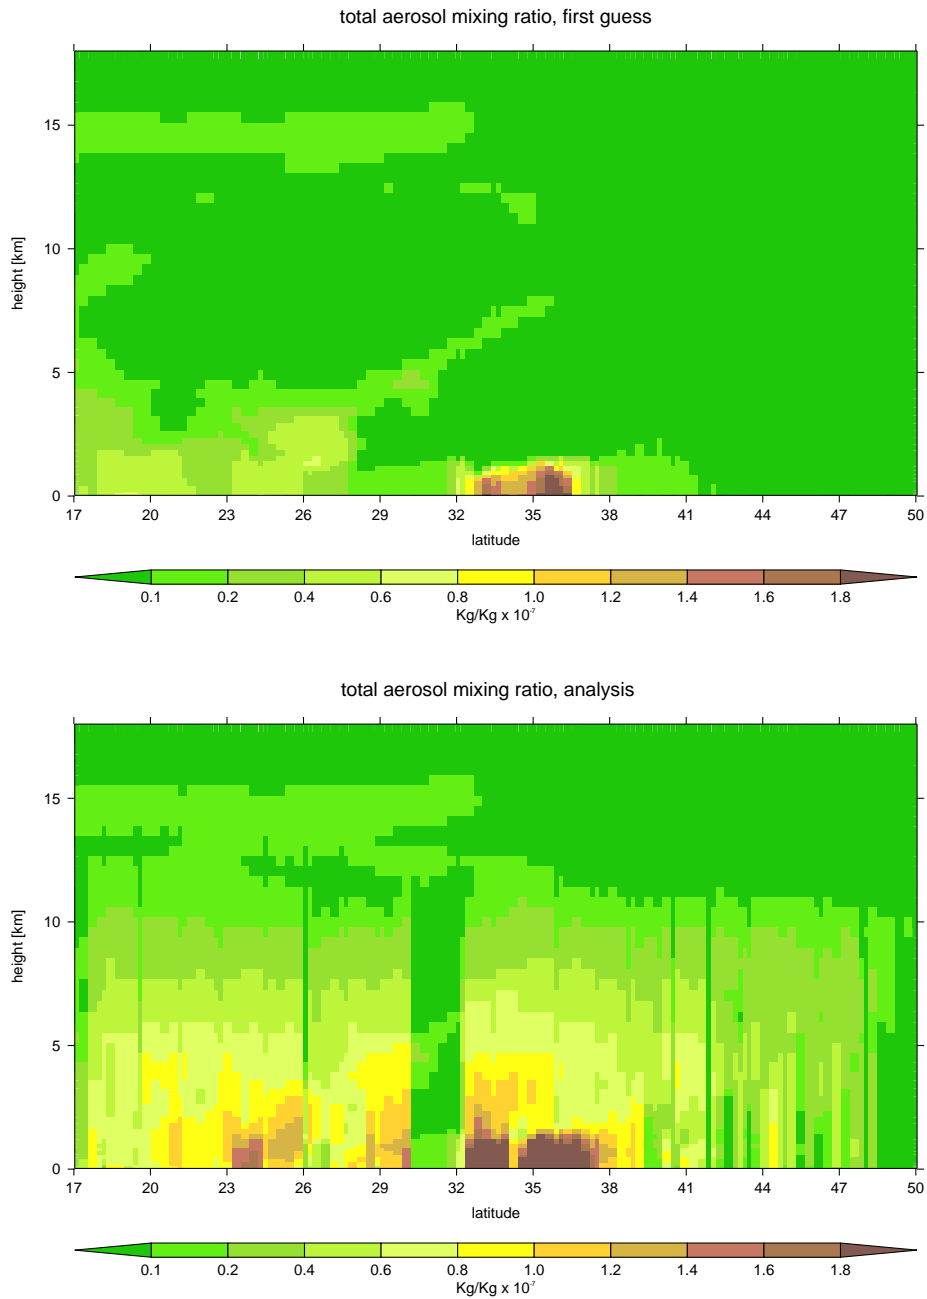 total aerosol mixing ratio, first guess
15
10
5
0
height [km]
17 20 23 26 29 32 35 38 41 44 47 50
latitude
0.1 0.2 0.4 0.6 0.8 1.0 1.2 1.4 1.6 1.8
Kg/Kg x 10⁻⁷
total aerosol mixing ratio, analysis
15
10
5
0
height [km]
17 20 23 26 29 32 35 38 41 44 47 50
latitude
0.1 0.2 0.4 0.6 0.8 1.0 1.2 1.4 1.6 1.8
Kg/Kg x 10⁻⁷